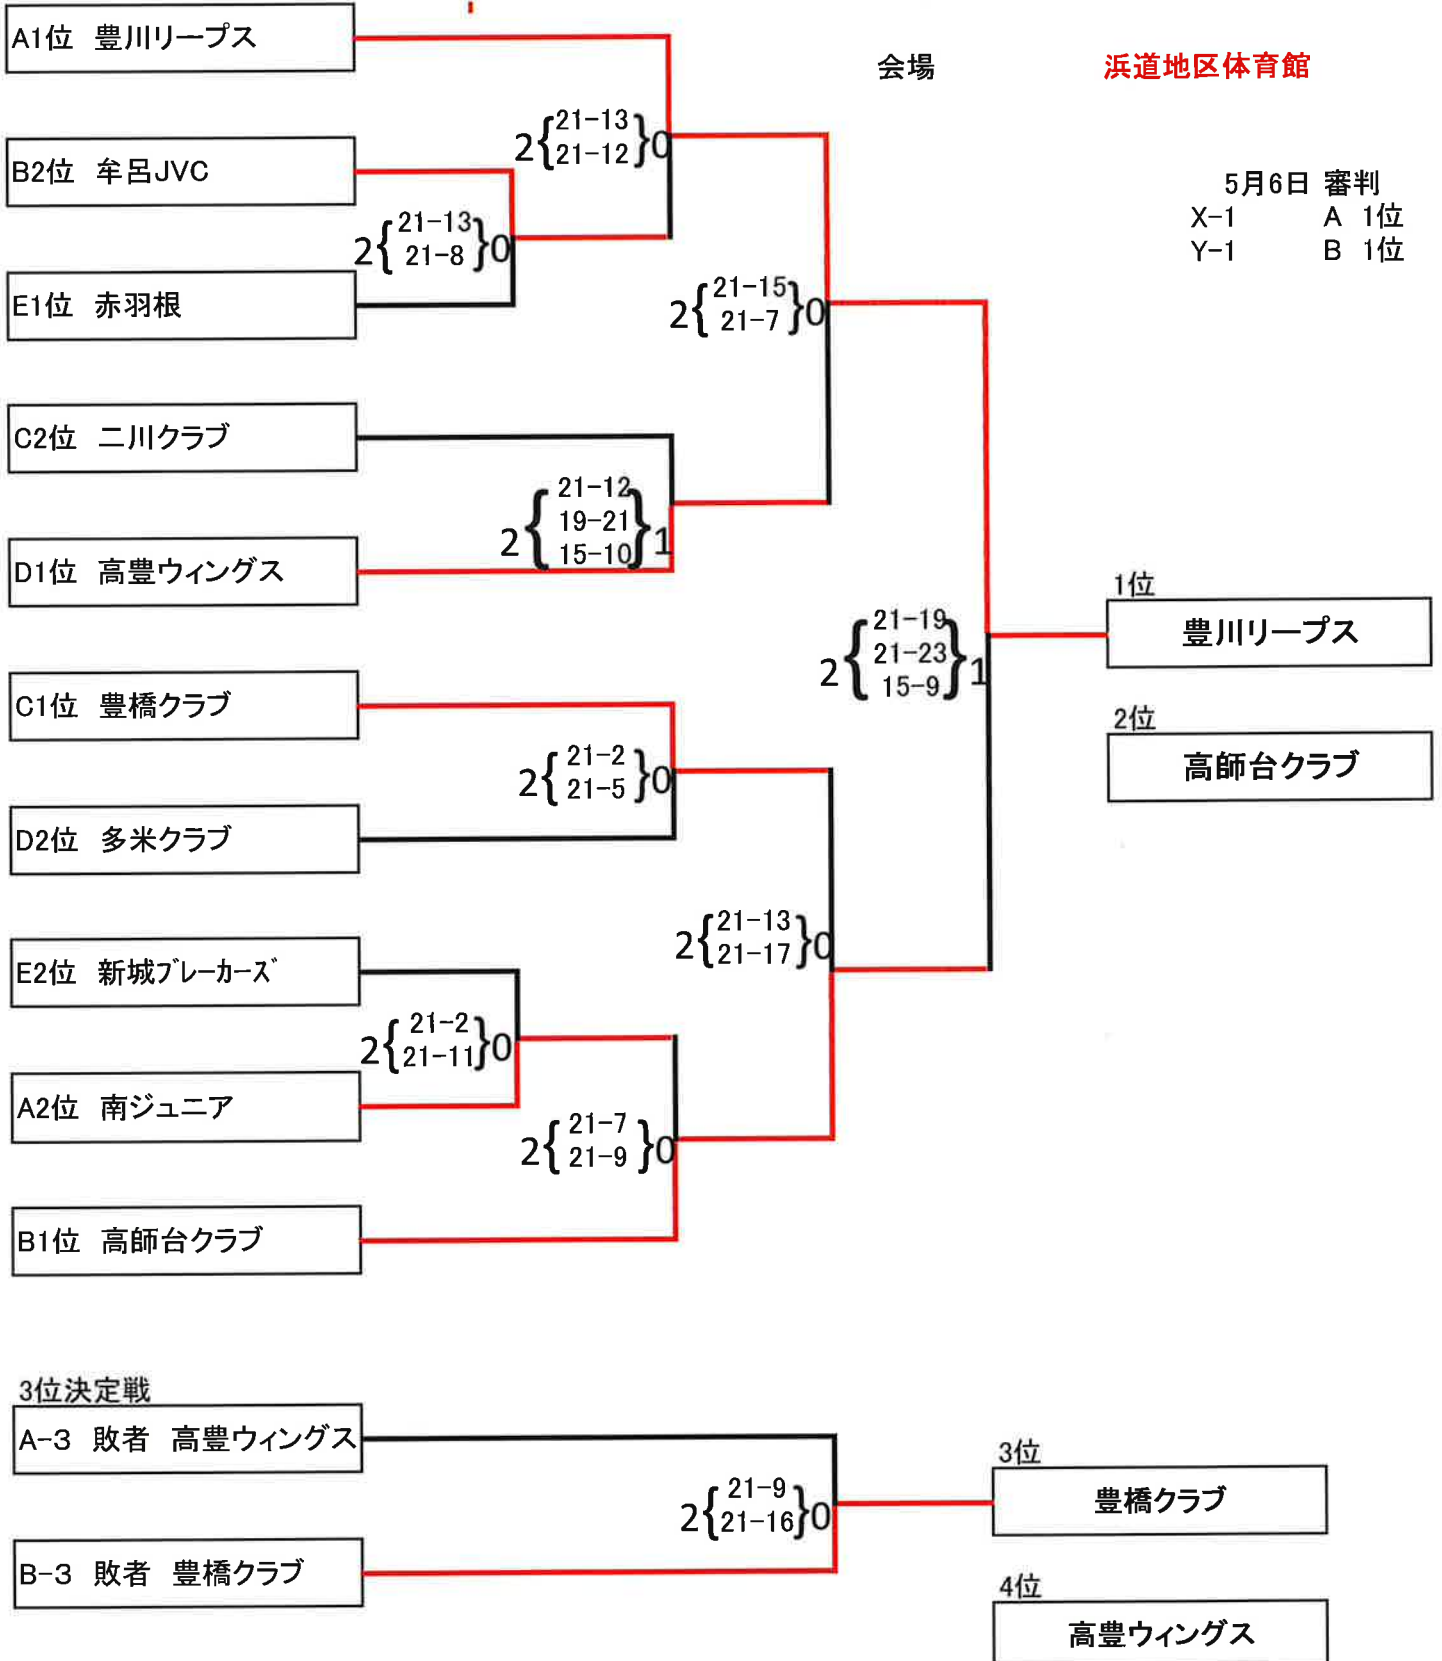 A1位 豊川リープス
会場 浜道地区体育館
2{21-13 21-12}0
B2位 牟呂JVC
5月6日 審判
X-1 A 1位
Y-1 B 1位
2{21-13 21-8}0
E1位 赤羽根
2{21-15 21-7}0
C2位 二川クラブ
2{21-12 19-21 15-10}1
D1位 高豊ウィングス
1位
豊川リープス
2{21-19 21-23 15-9}1
C1位 豊橋クラブ
2位
高師台クラブ
2{21-2 21-5}0
D2位 多米クラブ
2{21-13 21-17}0
E2位 新城ブレーカーズ
2{21-2 21-11}0
A2位 南ジュニア
2{21-7 21-9}0
B1位 高師台クラブ
3位決定戦
A-3 敗者 高豊ウィングス
3位
豊橋クラブ
2{21-9 21-16}0
B-3 敗者 豊橋クラブ
4位
高豊ウィングス